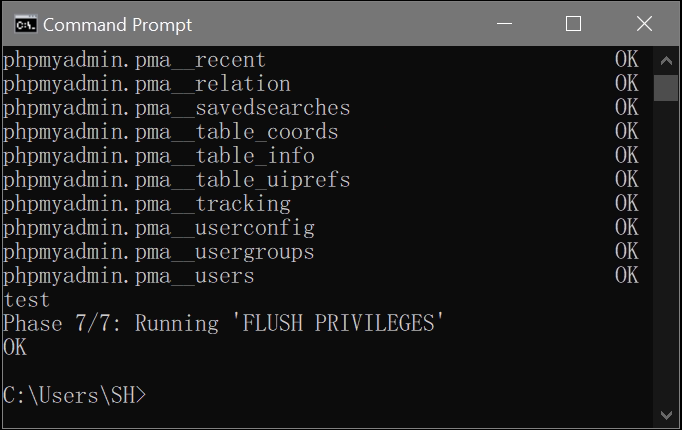 Command Prompt
phpmyadmin.pma__recent OK
phpmyadmin.pma__relation OK
phpmyadmin.pma__savedsearches OK
phpmyadmin.pma__table_coords OK
phpmyadmin.pma__table_info OK
phpmyadmin.pma__table_uiprefs OK
phpmyadmin.pma__tracking OK
phpmyadmin.pma__userconfig OK
phpmyadmin.pma__usergroups OK
phpmyadmin.pma__users OK
test
Phase 7/7: Running 'FLUSH PRIVILEGES'
OK
C:\Users\SH>